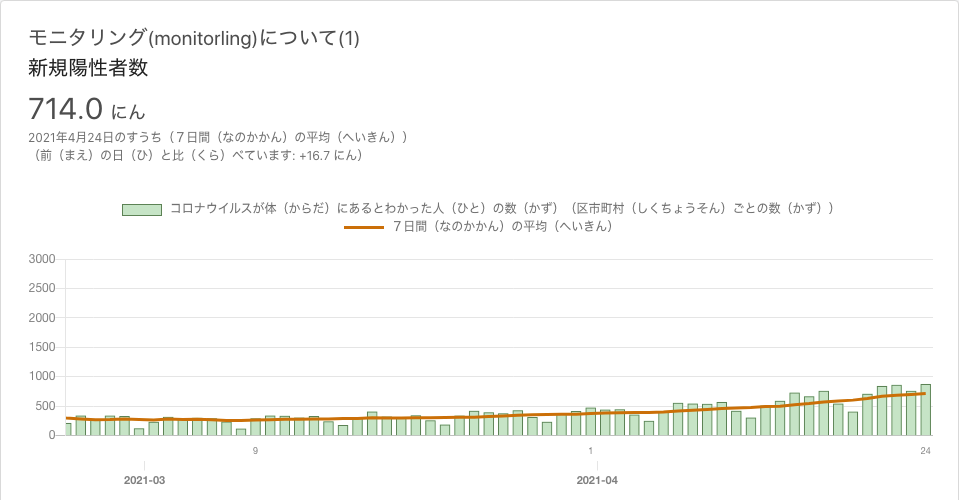 モニタリング(monitorling)について(1)
新規陽性者数
714.0 にん
2021年4月24日のすうち（７日間（なのかかん）の平均（へいきん））
（前（まえ）の日（ひ）と比（くら）べています: +16.7 にん）
コロナウイルスが体（からだ）にあるとわかった人（ひと）の数（かず）（区市町村（しくちょうそん）ごとの数（かず））
７日間（なのかかん）の平均（へいきん）
3000
2500
2000
1500
1000
500
0
9 1 24
2021-03 2021-04